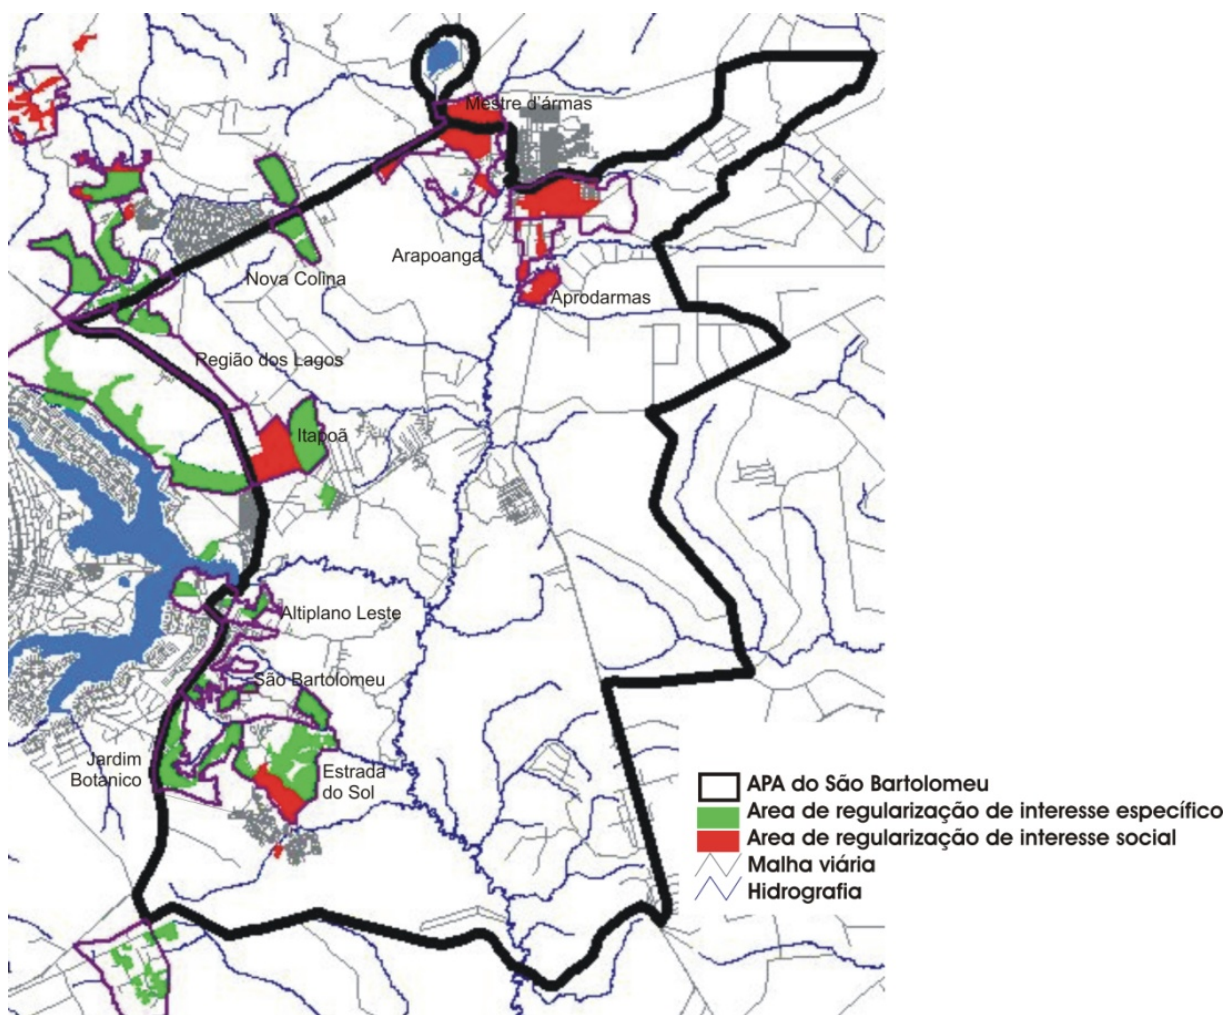 Mestre d'ármas
Arapoanga
Nova Colina
Aprodarmas
Região dos Lagos
Itapoã
Altiplano Leste
São Bartolomeu
Jardim
Botanico
Estrada
do Sol
APA do São Bartolomeu
Area de regularização de interesse específico
Area de regularização de interesse social
Malha viária
Hidrografia